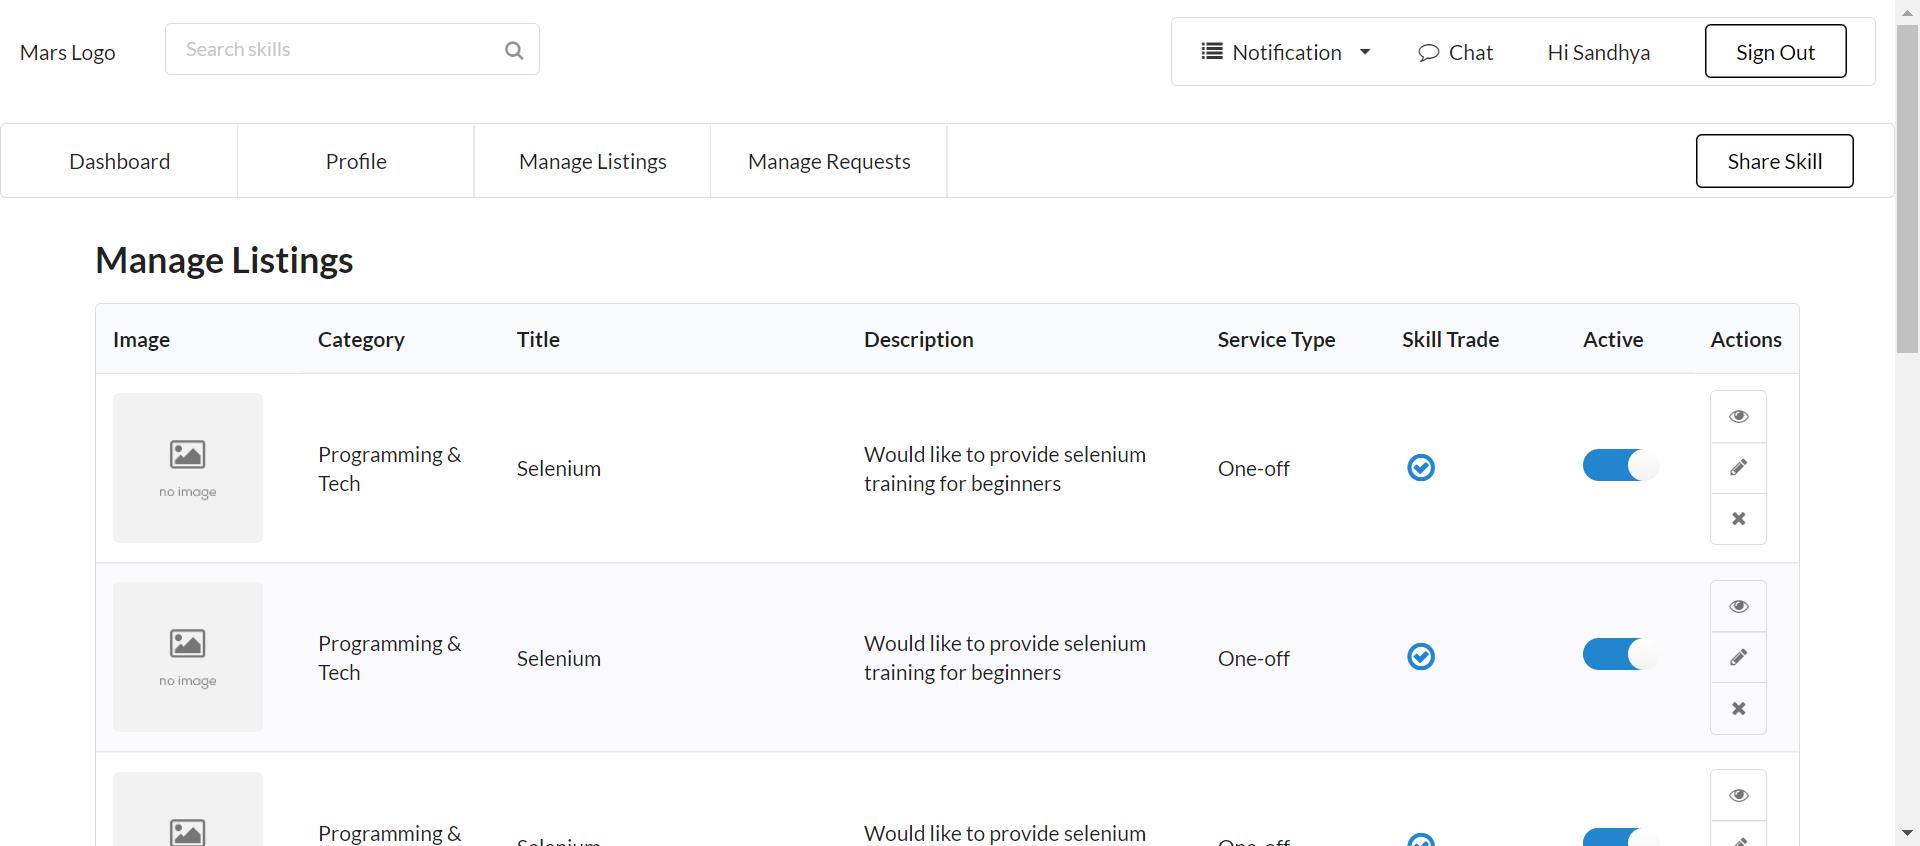 Mars Logo
Search skills
Notification
Chat
Hi Sandhya
Sign Out
Dashboard
Profile
Manage Listings
Manage Requests
Share Skill
Manage Listings
Image Category Title Description Service Type Skill Trade Active Actions
no image
Programming &
Tech
Selenium
Would like to provide selenium
training for beginners
One-off
no image
Programming &
Tech
Selenium
Would like to provide selenium
training for beginners
One-off
Programming &
Selenium
Would like to provide selenium
One-off